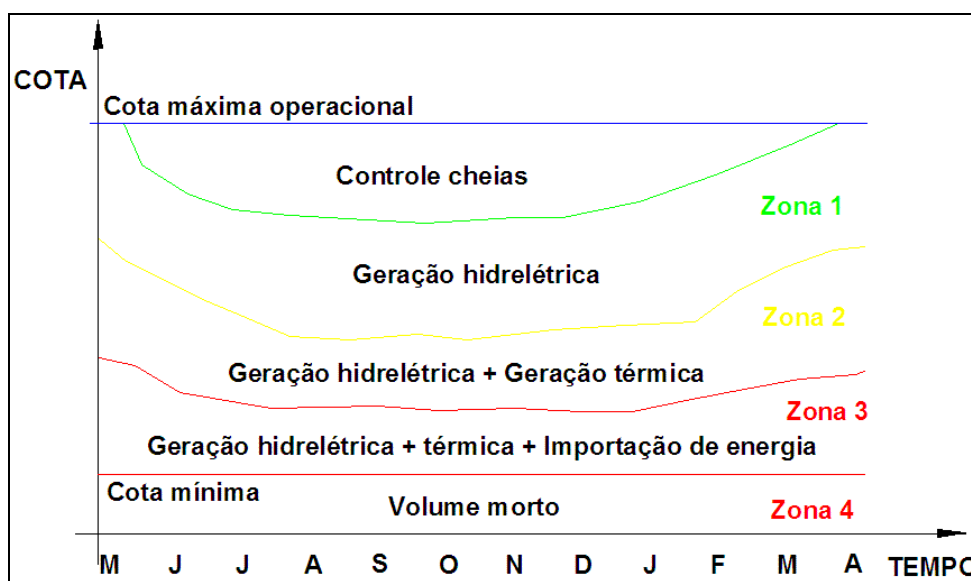 COTA
Cota máxima operacional
Controle cheias
Zona 1
Geração hidrelétrica
Zona 2
Geração hidrelétrica + Geração térmica
Zona 3
Geração hidrelétrica + térmica + Importação de energia
Cota mínima
Volume morto
Zona 4
M J J A S O N D J F M A TEMPO